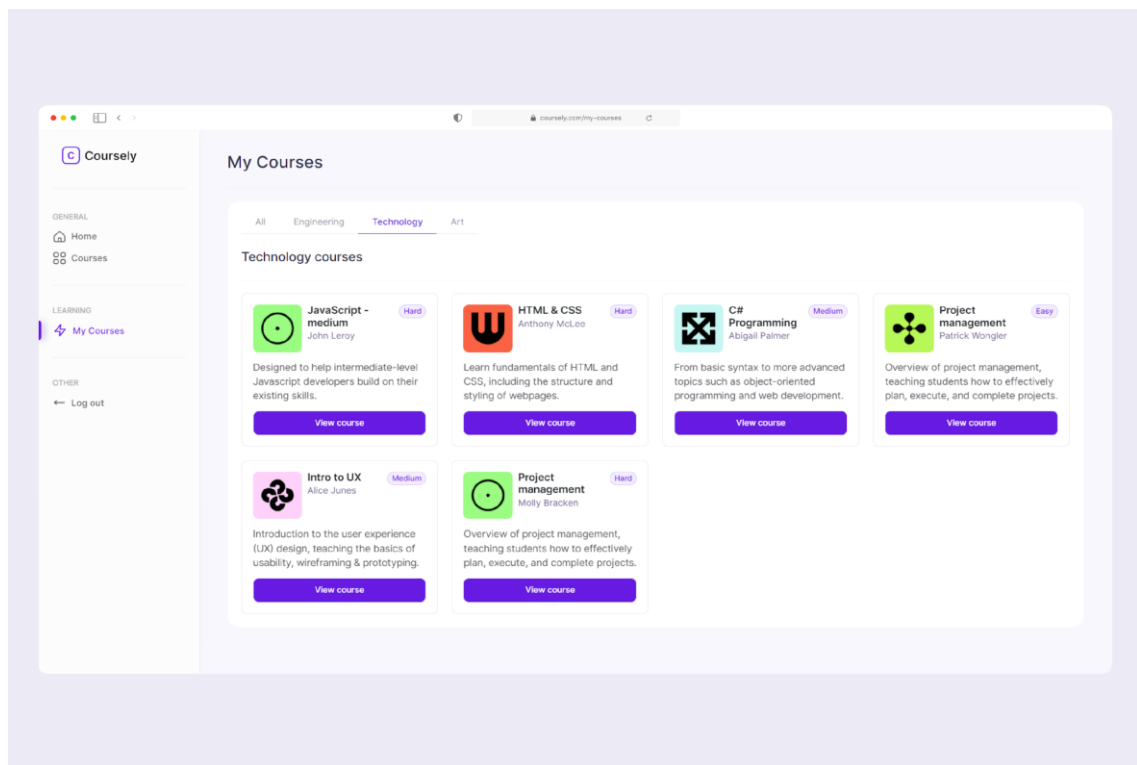 coursely.com/my-courses
C Coursely
GENERAL
Home
Courses
LEARNING
My Courses
OTHER
Log out
My Courses
All Engineering Technology Art
Technology courses
JavaScript -
medium
Hard
John Leroy
Designed to help intermediate-level
Javascript developers build on their
existing skills.
View course
HTML & CSS
Hard
Anthony McLee
Learn fundamentals of HTML and
CSS, including the structure and
styling of webpages.
View course
C#
Programming
Medium
Abigail Palmer
From basic syntax to more advanced
topics such as object-oriented
programming and web development.
View course
Project
management
Easy
Patrick Wongler
Overview of project management,
teaching students how to effectively
plan, execute, and complete projects.
View course
Intro to UX
Medium
Alice Junes
Introduction to the user experience
(UX) design, teaching the basics of
usability, wireframing & prototyping.
View course
Project
management
Hard
Molly Bracken
Overview of project management,
teaching students how to effectively
plan, execute, and complete projects.
View course